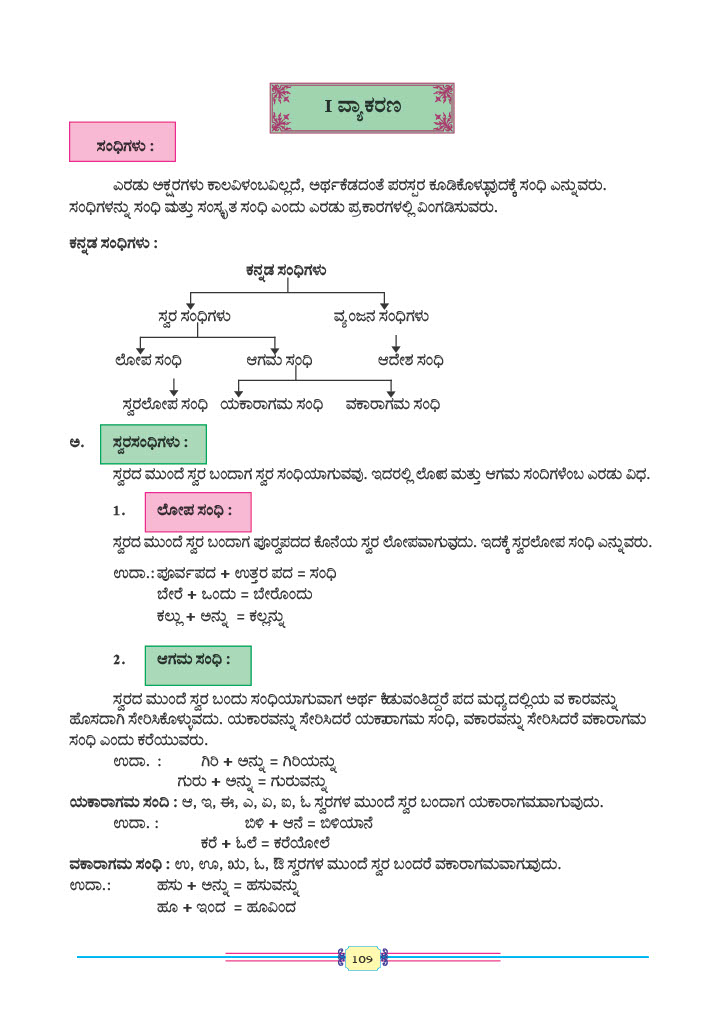 I ವ್ಯಾಕರಣ
ಸಂಧಿಗಳು :
ಎರಡು ಅಕ್ಷರಗಳು ಕಾಲವಿಳಂಬವಿಲ್ಲದೆ, ಅರ್ಥಕೆಡದಂತೆ ಪರಸ್ಪರ ಕೂಡಿಕೊಳ್ಳುವುದಕ್ಕೆ ಸಂಧಿ ಎನ್ನುವರು.
ಸಂಧಿಗಳನ್ನು ಸಂಧಿ ಮತ್ತು ಸಂಸ್ಕೃತ ಸಂಧಿ ಎಂದು ಎರಡು ಪ್ರಕಾರಗಳಲ್ಲಿ ವಿಂಗಡಿಸುವರು.
ಕನ್ನಡ ಸಂಧಿಗಳು :
ಕನ್ನಡ ಸಂಧಿಗಳು
ಸ್ವರ ಸಂಧಿಗಳು ವ್ಯಂಜನ ಸಂಧಿಗಳು
ಲೋಪ ಸಂಧಿ ಆಗಮ ಸಂಧಿ ಆದೇಶ ಸಂಧಿ
ಸ್ವರಲೋಪ ಸಂಧಿ ಯಕಾರಾಗಮ ಸಂಧಿ ವಕಾರಾಗಮ ಸಂಧಿ
ಅ. ಸ್ವರಸಂಧಿಗಳು :
ಸ್ವರದ ಮುಂದೆ ಸ್ವರ ಬಂದಾಗ ಸ್ವರ ಸಂಧಿಯಾಗುವವು. ಇದರಲ್ಲಿ ಲೋಪ ಮತ್ತು ಆಗಮ ಸಂದಿಗಳೆಂಬ ಎರಡು ವಿಧ.
1. ಲೋಪ ಸಂಧಿ :
ಸ್ವರದ ಮುಂದೆ ಸ್ವರ ಬಂದಾಗ ಪೂರ್ವಪದದ ಕೊನೆಯ ಸ್ವರ ಲೋಪವಾಗುವುದು. ಇದಕ್ಕೆ ಸ್ವರಲೋಪ ಸಂಧಿ ಎನ್ನುವರು.
ಉದಾ.: ಪೂರ್ವಪದ + ಉತ್ತರ ಪದ = ಸಂಧಿ
ಬೇರೆ + ಒಂದು = ಬೇರೊಂದು
ಕಲ್ಲು + ಅನ್ನು = ಕಲ್ಲನ್ನು
2. ಆಗಮ ಸಂಧಿ :
ಸ್ವರದ ಮುಂದೆ ಸ್ವರ ಬಂದು ಸಂಧಿಯಾಗುವಾಗ ಅರ್ಥ ಕೆಡುವಂತಿದ್ದರೆ ಪದ ಮಧ್ಯದಲ್ಲಿಯ ವ ಕಾರವನ್ನು
ಹೊಸದಾಗಿ ಸೇರಿಸಿಕೊಳ್ಳುವದು. ಯಕಾರವನ್ನು ಸೇರಿಸಿದರೆ ಯಕಾರಾಗಮ ಸಂಧಿ, ವಕಾರವನ್ನು ಸೇರಿಸಿದರೆ ವಕಾರಾಗಮ
ಸಂಧಿ ಎಂದು ಕರೆಯುವರು.
ಉದಾ. : ಗಿರಿ + ಅನ್ನು = ಗಿರಿಯನ್ನು
ಗುರು + ಅನ್ನು = ಗುರುವನ್ನು
ಯಕಾರಾಗಮ ಸಂದಿ : ಆ, ಇ, ಈ, ಎ, ಏ, ಐ, ಓ ಸ್ವರಗಳ ಮುಂದೆ ಸ್ವರ ಬಂದಾಗ ಯಕಾರಾಗಮವಾಗುವುದು.
ಉದಾ. : ಬಿಳಿ + ಆನೆ = ಬಿಳಿಯಾನೆ
ಕರೆ + ಓಲೆ = ಕರೆಯೋಲೆ
ವಕಾರಾಗಮ ಸಂಧಿ : ಉ, ಊ, ಋ, ಓ, ಔ ಸ್ವರಗಳ ಮುಂದೆ ಸ್ವರ ಬಂದರೆ ವಕಾರಾಗಮವಾಗುವುದು.
ಉದಾ.: ಹಸು + ಅನ್ನು = ಹಸುವನ್ನು
ಹೂ + ಇಂದ = ಹೂವಿಂದ
109